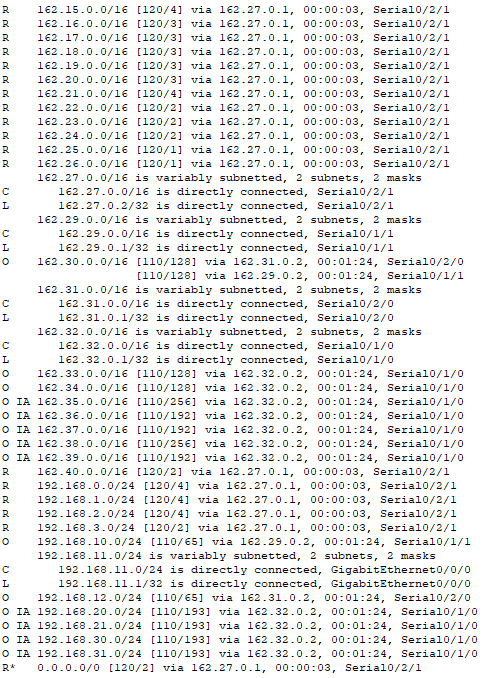 R     162.15.0.0/16 [120/4] via 162.27.0.1, 00:00:03, Serial0/2/1
R     162.16.0.0/16 [120/3] via 162.27.0.1, 00:00:03, Serial0/2/1
R     162.17.0.0/16 [120/3] via 162.27.0.1, 00:00:03, Serial0/2/1
R     162.18.0.0/16 [120/3] via 162.27.0.1, 00:00:03, Serial0/2/1
R     162.19.0.0/16 [120/3] via 162.27.0.1, 00:00:03, Serial0/2/1
R     162.20.0.0/16 [120/3] via 162.27.0.1, 00:00:03, Serial0/2/1
R     162.21.0.0/16 [120/4] via 162.27.0.1, 00:00:03, Serial0/2/1
R     162.22.0.0/16 [120/2] via 162.27.0.1, 00:00:03, Serial0/2/1
R     162.23.0.0/16 [120/2] via 162.27.0.1, 00:00:03, Serial0/2/1
R     162.24.0.0/16 [120/2] via 162.27.0.1, 00:00:03, Serial0/2/1
R     162.25.0.0/16 [120/1] via 162.27.0.1, 00:00:03, Serial0/2/1
R     162.26.0.0/16 [120/1] via 162.27.0.1, 00:00:03, Serial0/2/1
      162.27.0.0/16 is variably subnetted, 2 subnets, 2 masks
C        162.27.0.0/16 is directly connected, Serial0/2/1
L        162.27.0.2/32 is directly connected, Serial0/2/1
      162.29.0.0/16 is variably subnetted, 2 subnets, 2 masks
C        162.29.0.0/16 is directly connected, Serial0/1/1
L        162.29.0.1/32 is directly connected, Serial0/1/1
O     162.30.0.0/16 [110/128] via 162.31.0.2, 00:01:24, Serial0/2/0
                    [110/128] via 162.29.0.2, 00:01:24, Serial0/1/1
      162.31.0.0/16 is variably subnetted, 2 subnets, 2 masks
C        162.31.0.0/16 is directly connected, Serial0/2/0
L        162.31.0.1/32 is directly connected, Serial0/2/0
      162.32.0.0/16 is variably subnetted, 2 subnets, 2 masks
C        162.32.0.0/16 is directly connected, Serial0/1/0
L        162.32.0.1/32 is directly connected, Serial0/1/0
O     162.33.0.0/16 [110/128] via 162.32.0.2, 00:01:24, Serial0/1/0
O     162.34.0.0/16 [110/128] via 162.32.0.2, 00:01:24, Serial0/1/0
O IA 162.35.0.0/16 [110/256] via 162.32.0.2, 00:01:24, Serial0/1/0
O IA 162.36.0.0/16 [110/192] via 162.32.0.2, 00:01:24, Serial0/1/0
O IA 162.37.0.0/16 [110/192] via 162.32.0.2, 00:01:24, Serial0/1/0
O IA 162.38.0.0/16 [110/256] via 162.32.0.2, 00:01:24, Serial0/1/0
O IA 162.39.0.0/16 [110/192] via 162.32.0.2, 00:01:24, Serial0/1/0
R     162.40.0.0/16 [120/2] via 162.27.0.1, 00:00:03, Serial0/2/1
R     192.168.0.0/24 [120/4] via 162.27.0.1, 00:00:03, Serial0/2/1
R     192.168.1.0/24 [120/4] via 162.27.0.1, 00:00:03, Serial0/2/1
R     192.168.2.0/24 [120/4] via 162.27.0.1, 00:00:03, Serial0/2/1
R     192.168.3.0/24 [120/2] via 162.27.0.1, 00:00:03, Serial0/2/1
O     192.168.10.0/24 [110/65] via 162.29.0.2, 00:01:24, Serial0/1/1
      192.168.11.0/24 is variably subnetted, 2 subnets, 2 masks
C        192.168.11.0/24 is directly connected, GigabitEthernet0/0/0
L        192.168.11.1/32 is directly connected, GigabitEthernet0/0/0
O     192.168.12.0/24 [110/65] via 162.31.0.2, 00:01:24, Serial0/2/0
O IA 192.168.20.0/24 [110/193] via 162.32.0.2, 00:01:24, Serial0/1/0
O IA 192.168.21.0/24 [110/193] via 162.32.0.2, 00:01:24, Serial0/1/0
O IA 192.168.30.0/24 [110/193] via 162.32.0.2, 00:01:24, Serial0/1/0
O IA 192.168.31.0/24 [110/193] via 162.32.0.2, 00:01:24, Serial0/1/0
R*    0.0.0.0/0 [120/2] via 162.27.0.1, 00:00:03, Serial0/2/1